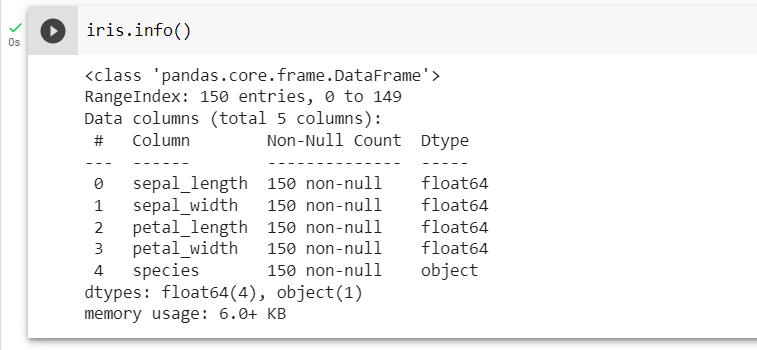 iris.info()
0s
<class 'pandas.core.frame.DataFrame'>
RangeIndex: 150 entries, 0 to 149
Data columns (total 5 columns):
 #   Column        Non-Null Count  Dtype
---  ------        --------------  -----
 0   sepal_length  150 non-null    float64
 1   sepal_width   150 non-null    float64
 2   petal_length  150 non-null    float64
 3   petal_width   150 non-null    float64
 4   species       150 non-null    object
dtypes: float64(4), object(1)
memory usage: 6.0+ KB